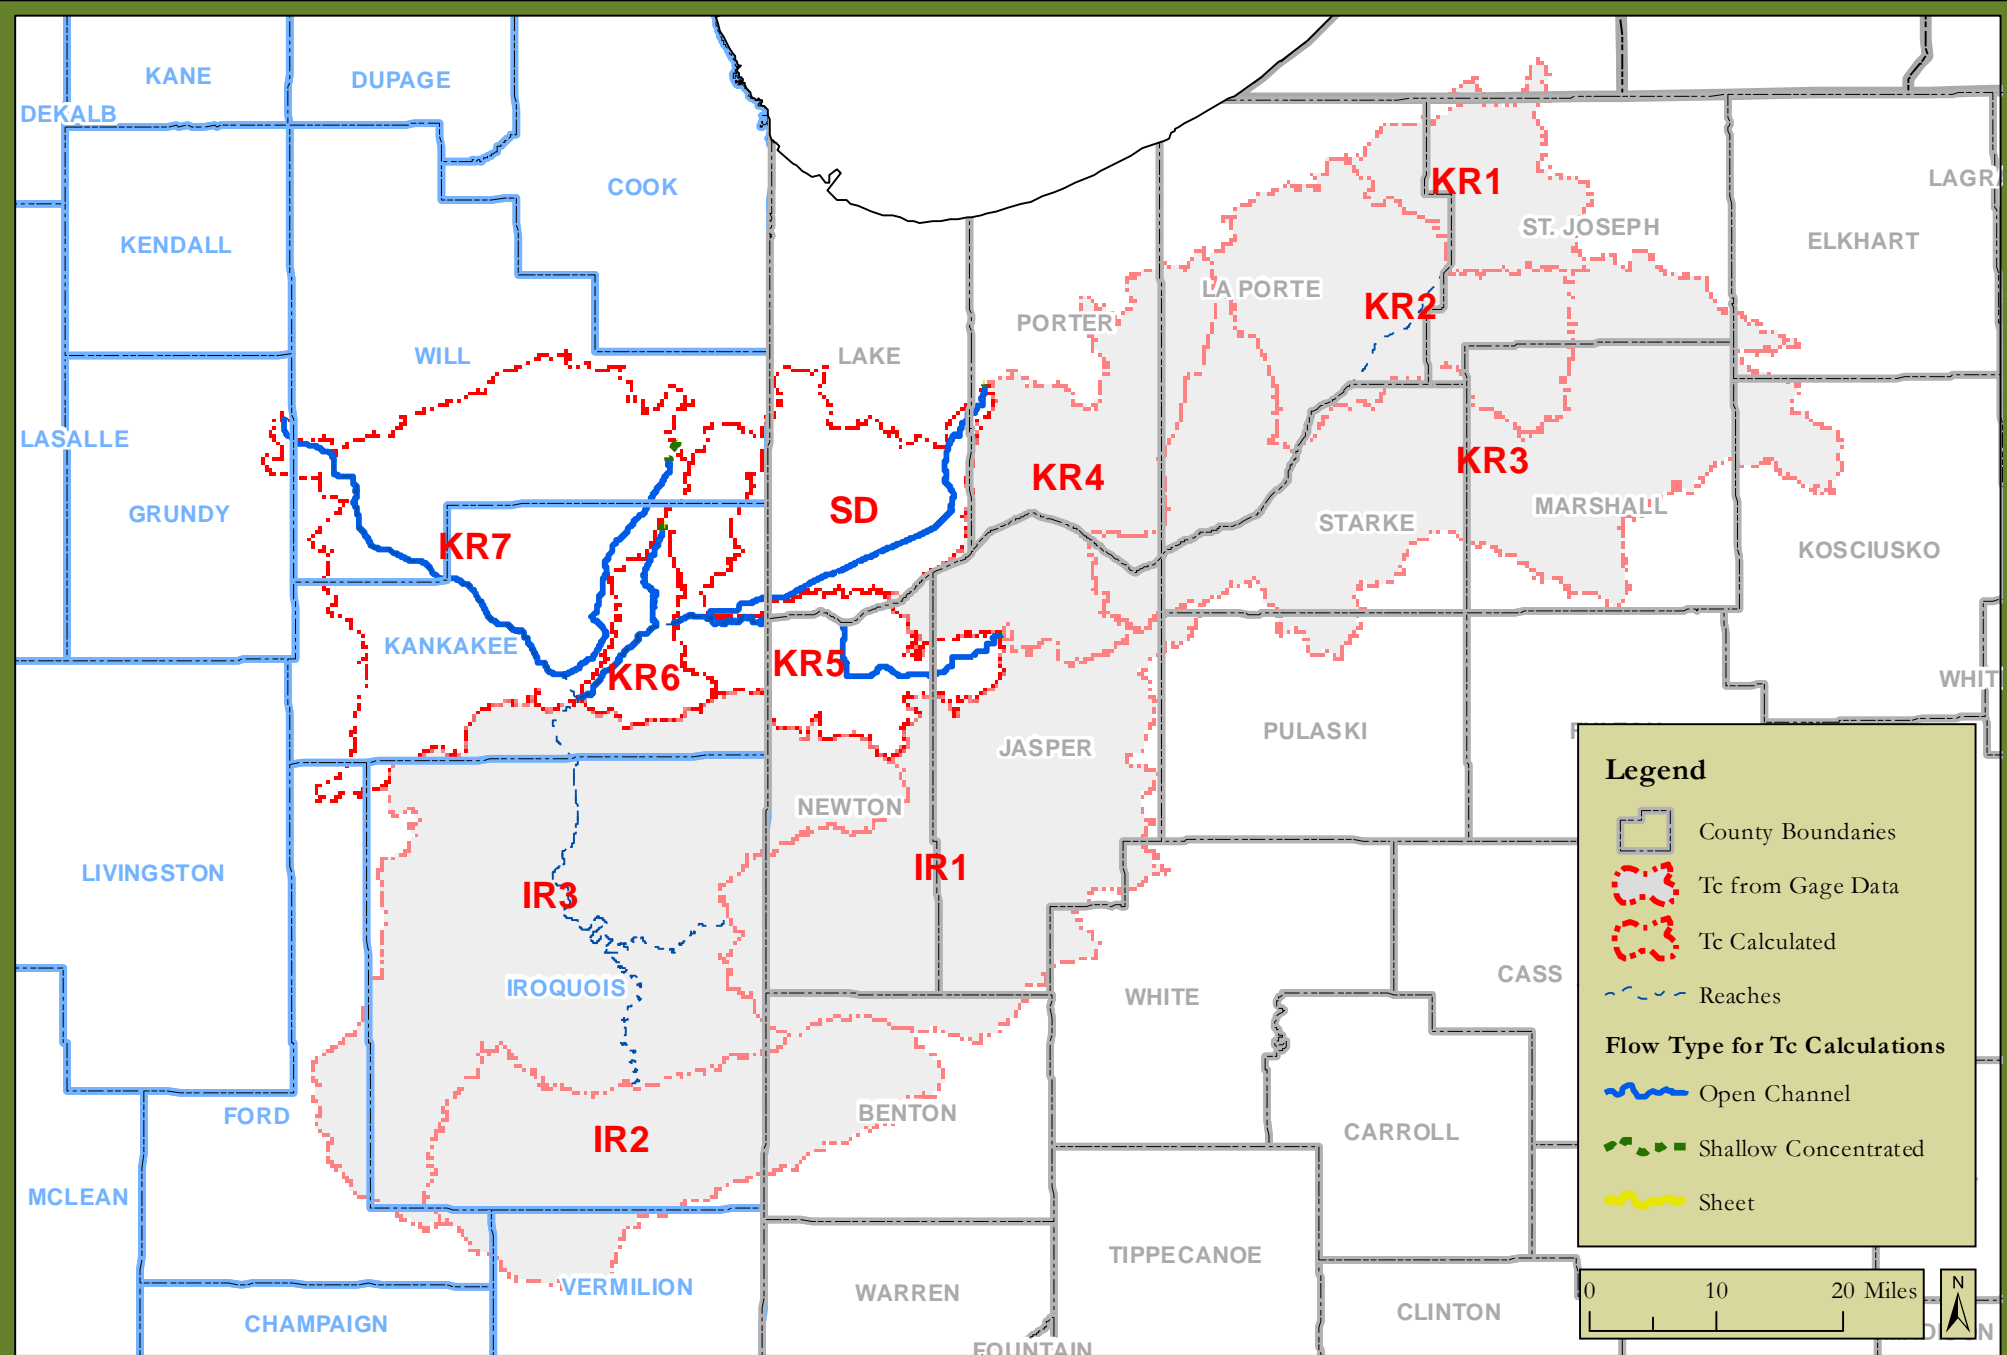 KANE
DUPAGE
DEKALB
COOK
KENDALL
WILL
LASALLE
GRUNDY
KANKAKEE
LIVINGSTON
IROQUOIS
FORD
MCLEAN
VERMILION
CHAMPAIGN
LAKE
PORTER
LA PORTE
ST. JOSEPH
ELKHART
LAGRA
STARKE
MARSHALL
KOSCIUSKO
WHIT
NEWTON
JASPER
PULASKI
WHITE
CASS
BENTON
CARROLL
TIPPECANOE
WARREN
CLINTON
FOUNTAIN
KR1
KR2
KR3
KR4
SD
KR5
KR6
KR7
IR1
IR3
IR2
Legend
County Boundaries
Tc from Gage Data
Tc Calculated
Reaches
Flow Type for Tc Calculations
Open Channel
Shallow Concentrated
Sheet
0 10 20 Miles
N